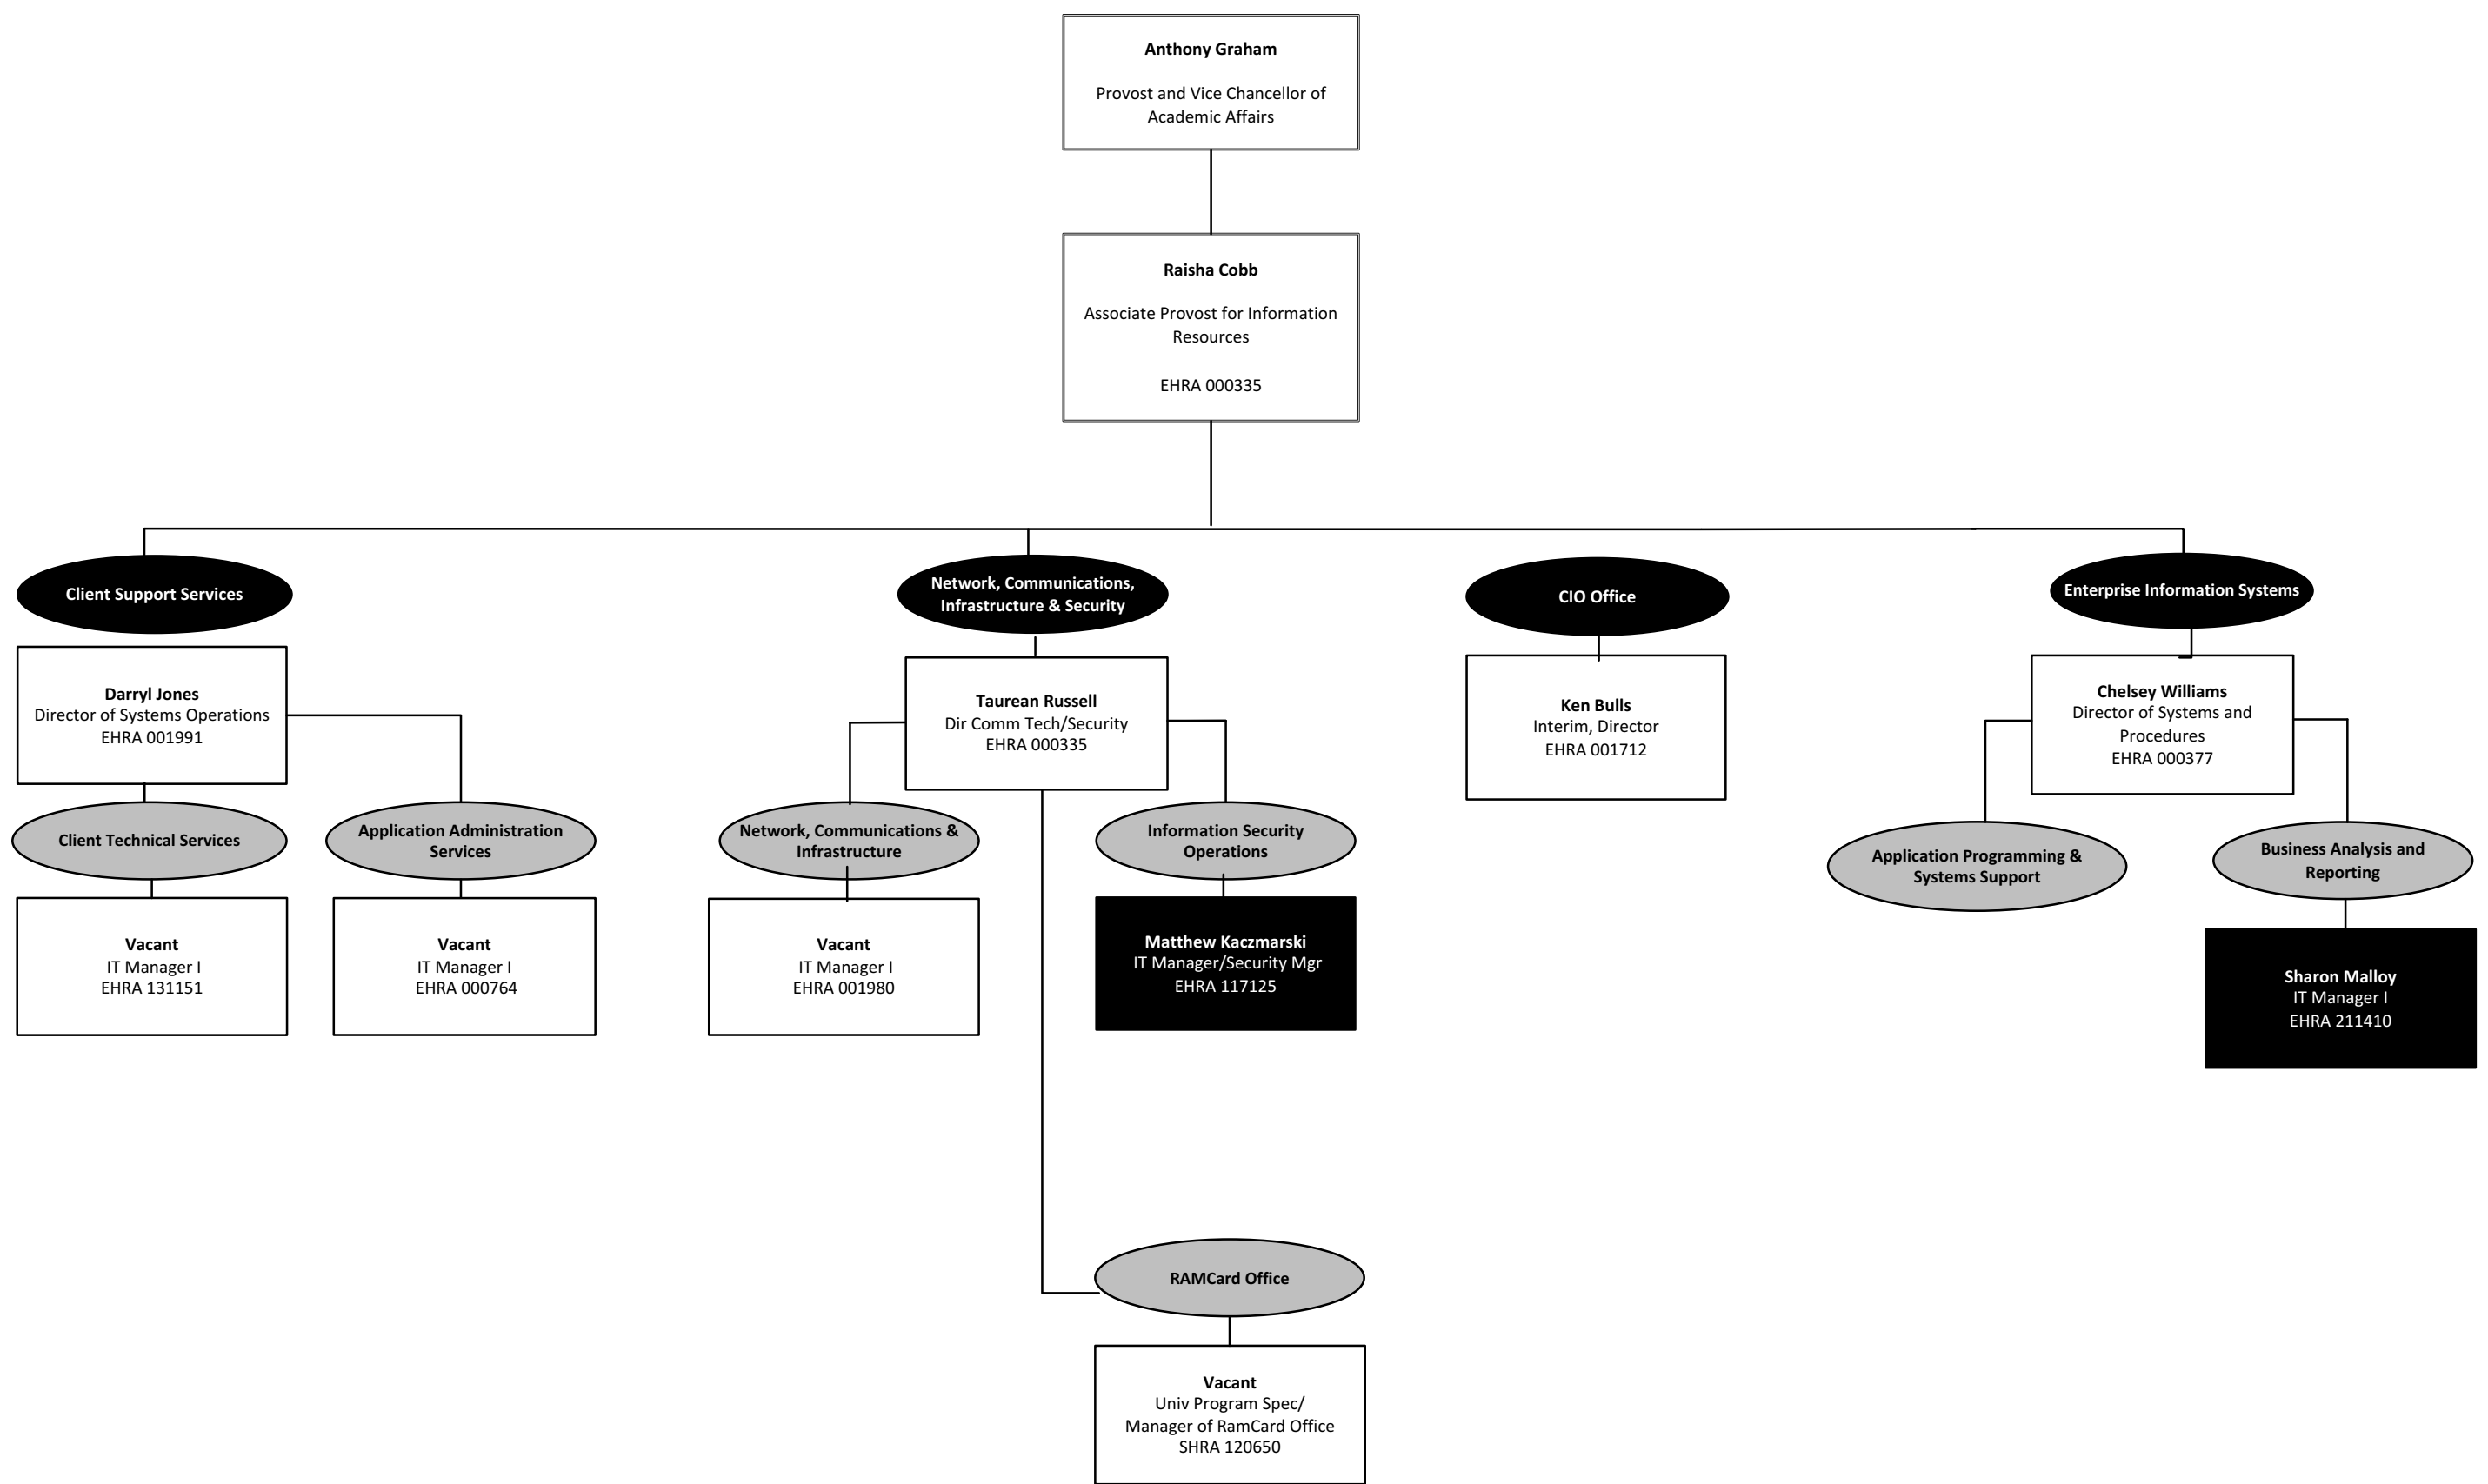 Anthony Graham
Provost and Vice Chancellor of
Academic Affairs
Raisha Cobb
Associate Provost for Information
Resources
EHRA 000335
Client Support Services
Network, Communications,
Infrastructure & Security
CIO Office
Enterprise Information Systems
Darryl Jones
Director of Systems Operations
EHRA 001991
Taurean Russell
Dir Comm Tech/Security
EHRA 000335
Ken Bulls
Interim, Director
EHRA 001712
Chelsey Williams
Director of Systems and
Procedures
EHRA 000377
Client Technical Services
Application Administration
Services
Network, Communications &
Infrastructure
Information Security
Operations
Application Programming &
Systems Support
Business Analysis and
Reporting
Vacant
IT Manager I
EHRA 131151
Vacant
IT Manager I
EHRA 000764
Vacant
IT Manager I
EHRA 001980
Matthew Kaczmarski
IT Manager/Security Mgr
EHRA 117125
Sharon Malloy
IT Manager I
EHRA 211410
RAMCard Office
Vacant
Univ Program Spec/
Manager of RamCard Office
SHRA 120650